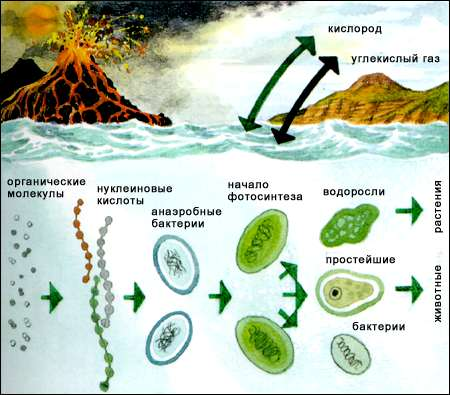 кислород
углекислый газ
органические
молекулы
нуклеиновые
кислоты
анаэробные
бактерии
начало
фотосинтеза
водоросли
растения
простейшие
животные
бактерии